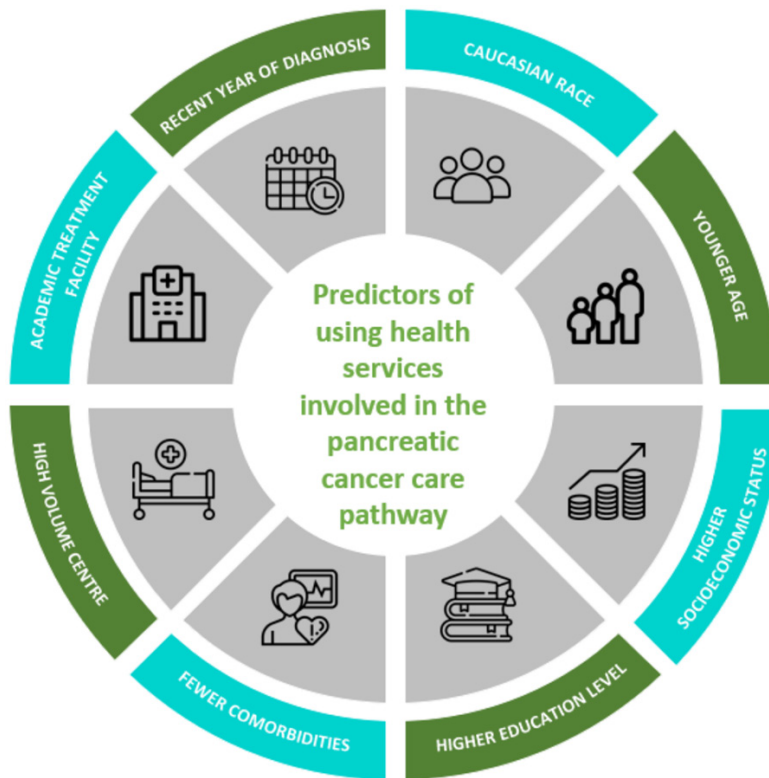 Predictors of
using health
services
involved in the
pancreatic
cancer care
pathway
CAUCASIAN RACE
YOUNGER AGE
HIGHER
SOCIOECONOMIC STATUS
HIGHER EDUCATION LEVEL
FEWER COMORBIDITIES
HIGH VOLUME CENTRE
ACADEMIC TREATMENT
FACILITY
RECENT YEAR OF DIAGNOSIS